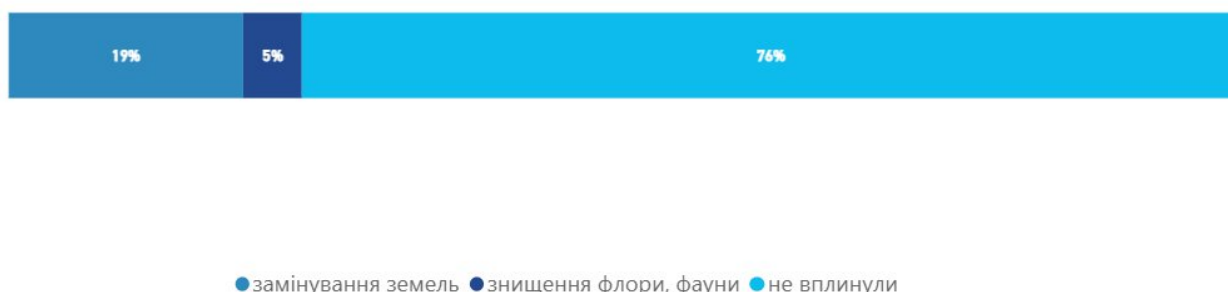 19% 5% 76%
замінування земель знищення флори, фауни не вплинули